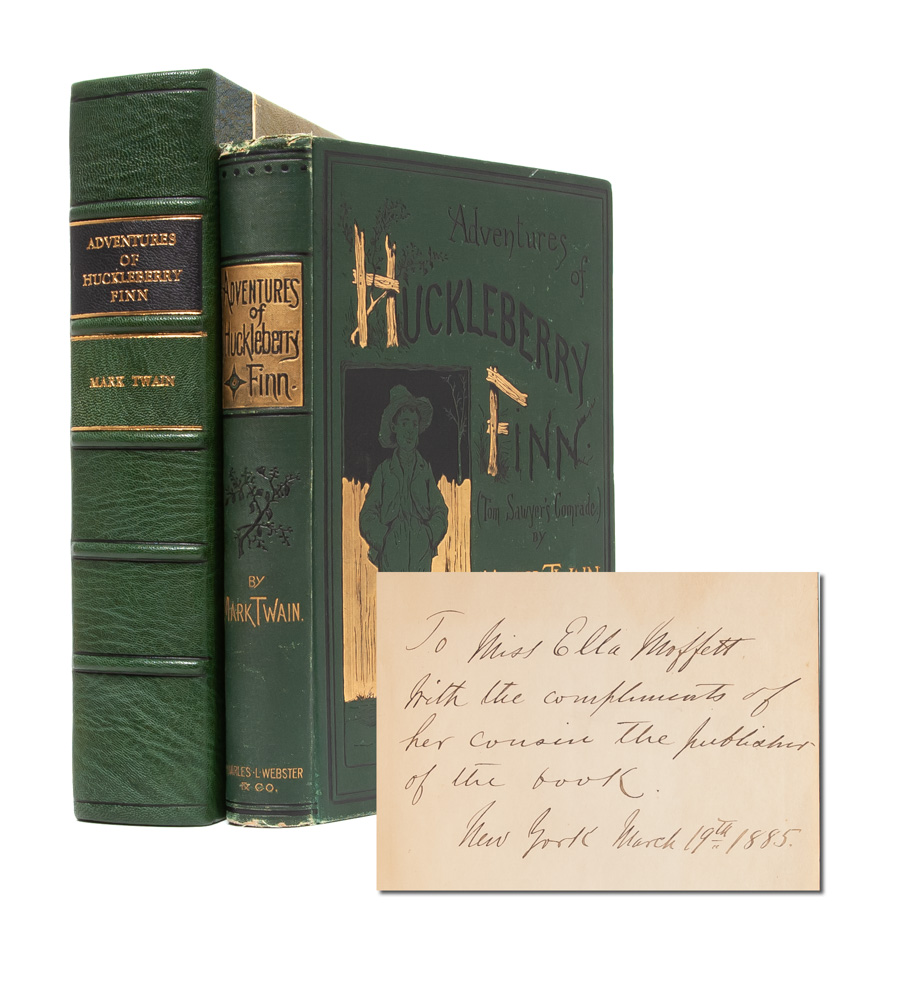 ADVENTURES
OF
HUCKLEBERRY
FINN
MARK TWAIN
ADVENTURES
of
Huckleberry
Finn.
BY
MARK TWAIN.
CHARLES L. WEBSTER
& CO.
Adventures
of
HUCKLEBERRY
FINN.
(Tom Sawyer's Comrade)
BY
TWAIN
To Miss Ella Moffett
With the compliments of
her cousin the publisher
of the book.
New York March 19th 1885.